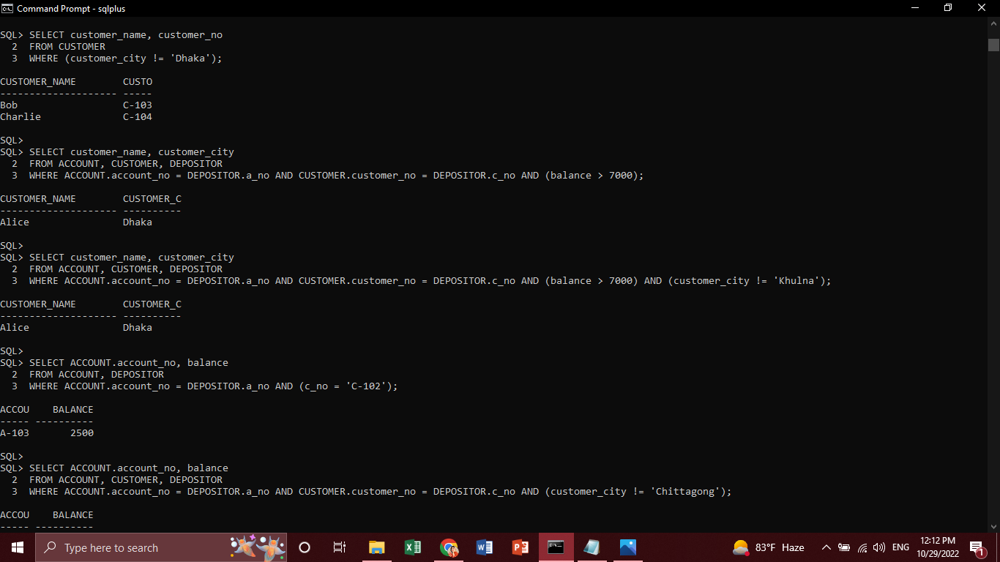 Command Prompt - sqlplus
SQL> SELECT customer_name, customer_no
  2  FROM CUSTOMER
  3  WHERE (customer_city != 'Dhaka');
CUSTOMER_NAME        CUSTO
-------------------- -----
Bob                  C-103
Charlie              C-104
SQL>
SQL> SELECT customer_name, customer_city
  2  FROM ACCOUNT, CUSTOMER, DEPOSITOR
  3  WHERE ACCOUNT.account_no = DEPOSITOR.a_no AND CUSTOMER.customer_no = DEPOSITOR.c_no AND (balance > 7000);
CUSTOMER_NAME        CUSTOMER_C
-------------------- ----------
Alice                Dhaka
SQL>
SQL> SELECT customer_name, customer_city
  2  FROM ACCOUNT, CUSTOMER, DEPOSITOR
  3  WHERE ACCOUNT.account_no = DEPOSITOR.a_no AND CUSTOMER.customer_no = DEPOSITOR.c_no AND (balance > 7000) AND (customer_city != 'Khulna');
CUSTOMER_NAME        CUSTOMER_C
-------------------- ----------
Alice                Dhaka
SQL>
SQL> SELECT ACCOUNT.account_no, balance
  2  FROM ACCOUNT, DEPOSITOR
  3  WHERE ACCOUNT.account_no = DEPOSITOR.a_no AND (c_no = 'C-102');
ACCOU    BALANCE
----- ----------
A-103       2500
SQL>
SQL> SELECT ACCOUNT.account_no, balance
  2  FROM ACCOUNT, CUSTOMER, DEPOSITOR
  3  WHERE ACCOUNT.account_no = DEPOSITOR.a_no AND CUSTOMER.customer_no = DEPOSITOR.c_no AND (customer_city != 'Chittagong');
ACCOU    BALANCE
----- ----------
Type here to search
83°F Haze
ENG
12:12 PM
10/29/2022
1